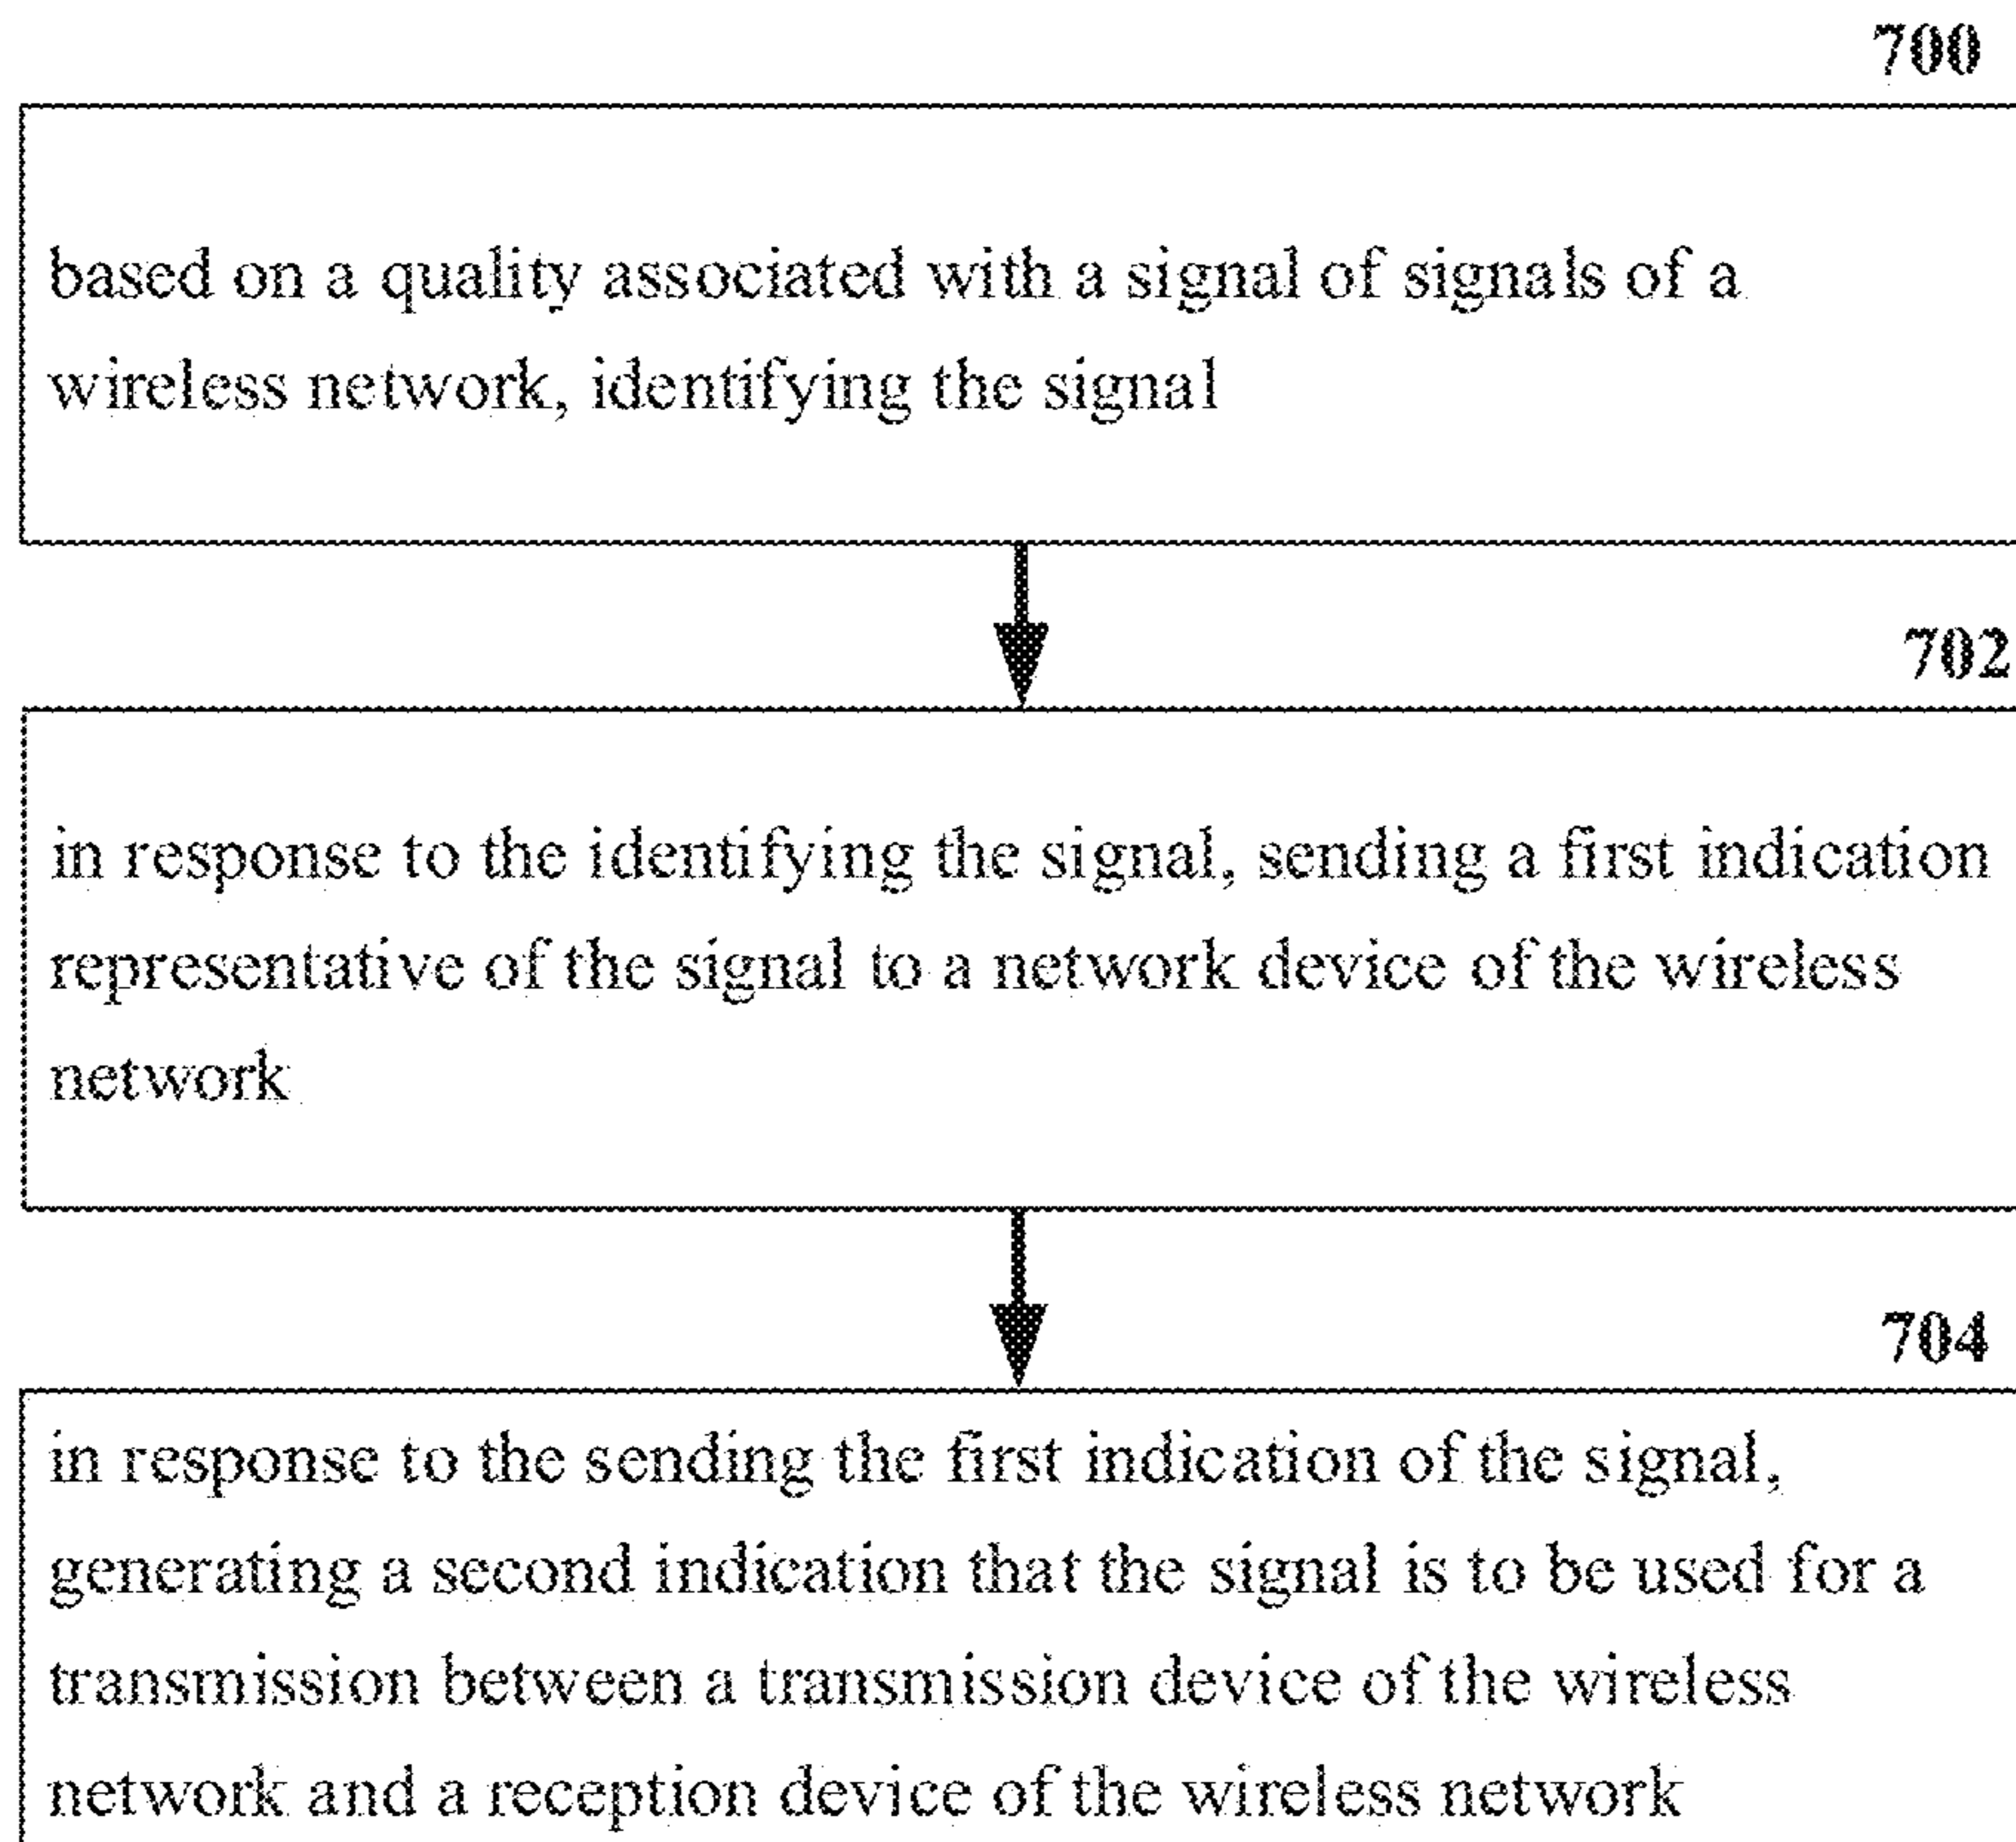 700
based on a quality associated with a signal of signals of a
wireless network, identifying the signal
702
in response to the identifying the signal, sending a first indication
representative of the signal to a network device of the wireless
network
704
in response to the sending the first indication of the signal,
generating a second indication that the signal is to be used for a
transmission between a transmission device of the wireless
network and a reception device of the wireless network